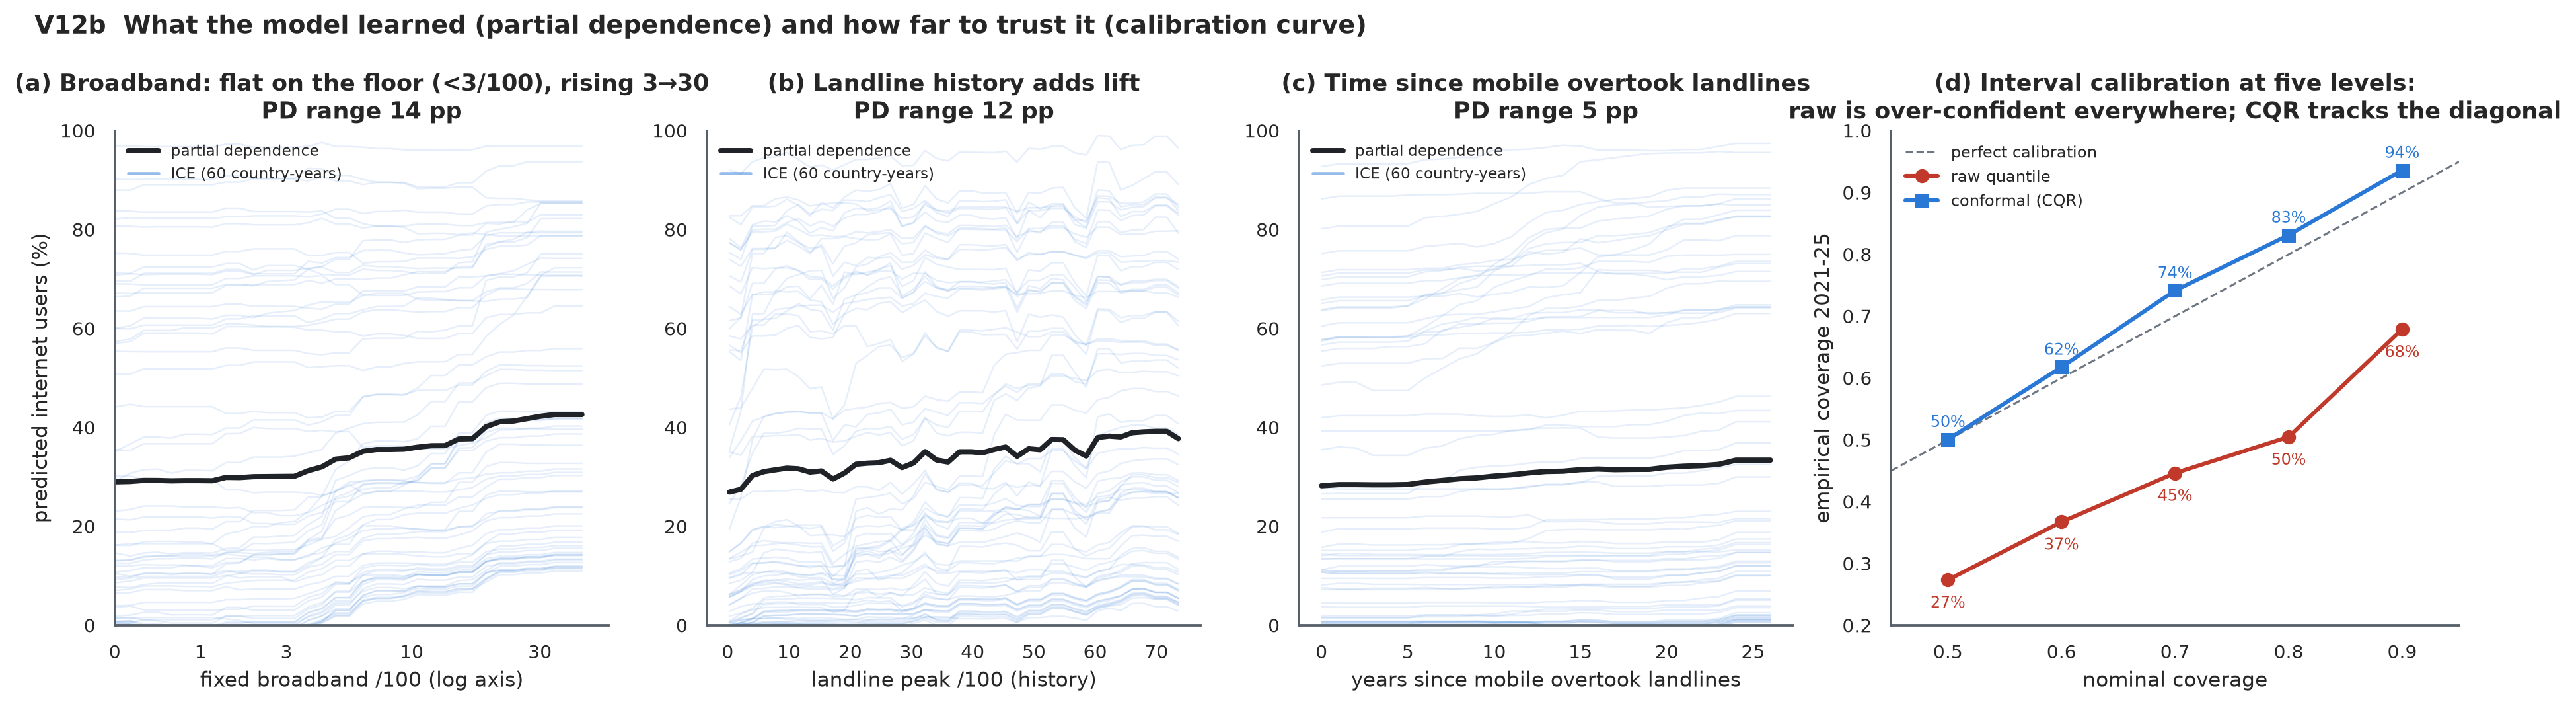 V12b  What the model learned (partial dependence) and how far to trust it (calibration curve)
(a) Broadband: flat on the floor (<3/100), rising 3→30
PD range 14 pp
100
80
60
40
20
0
predicted internet users (%)
partial dependence
ICE (60 country-years)
0 1 3 10 30
fixed broadband /100 (log axis)
(b) Landline history adds lift
PD range 12 pp
100
80
60
40
20
0
partial dependence
ICE (60 country-years)
0 10 20 30 40 50 60 70
landline peak /100 (history)
(c) Time since mobile overtook landlines
PD range 5 pp
100
80
60
40
20
0
partial dependence
ICE (60 country-years)
0 5 10 15 20 25
years since mobile overtook landlines
(d) Interval calibration at five levels:
raw is over-confident everywhere; CQR tracks the diagonal
1.0
0.9
0.8
0.7
0.6
0.5
0.4
0.3
0.2
empirical coverage 2021-25
perfect calibration
raw quantile
conformal (CQR)
50%
62%
74%
83%
94%
27%
37%
45%
50%
68%
0.5 0.6 0.7 0.8 0.9
nominal coverage